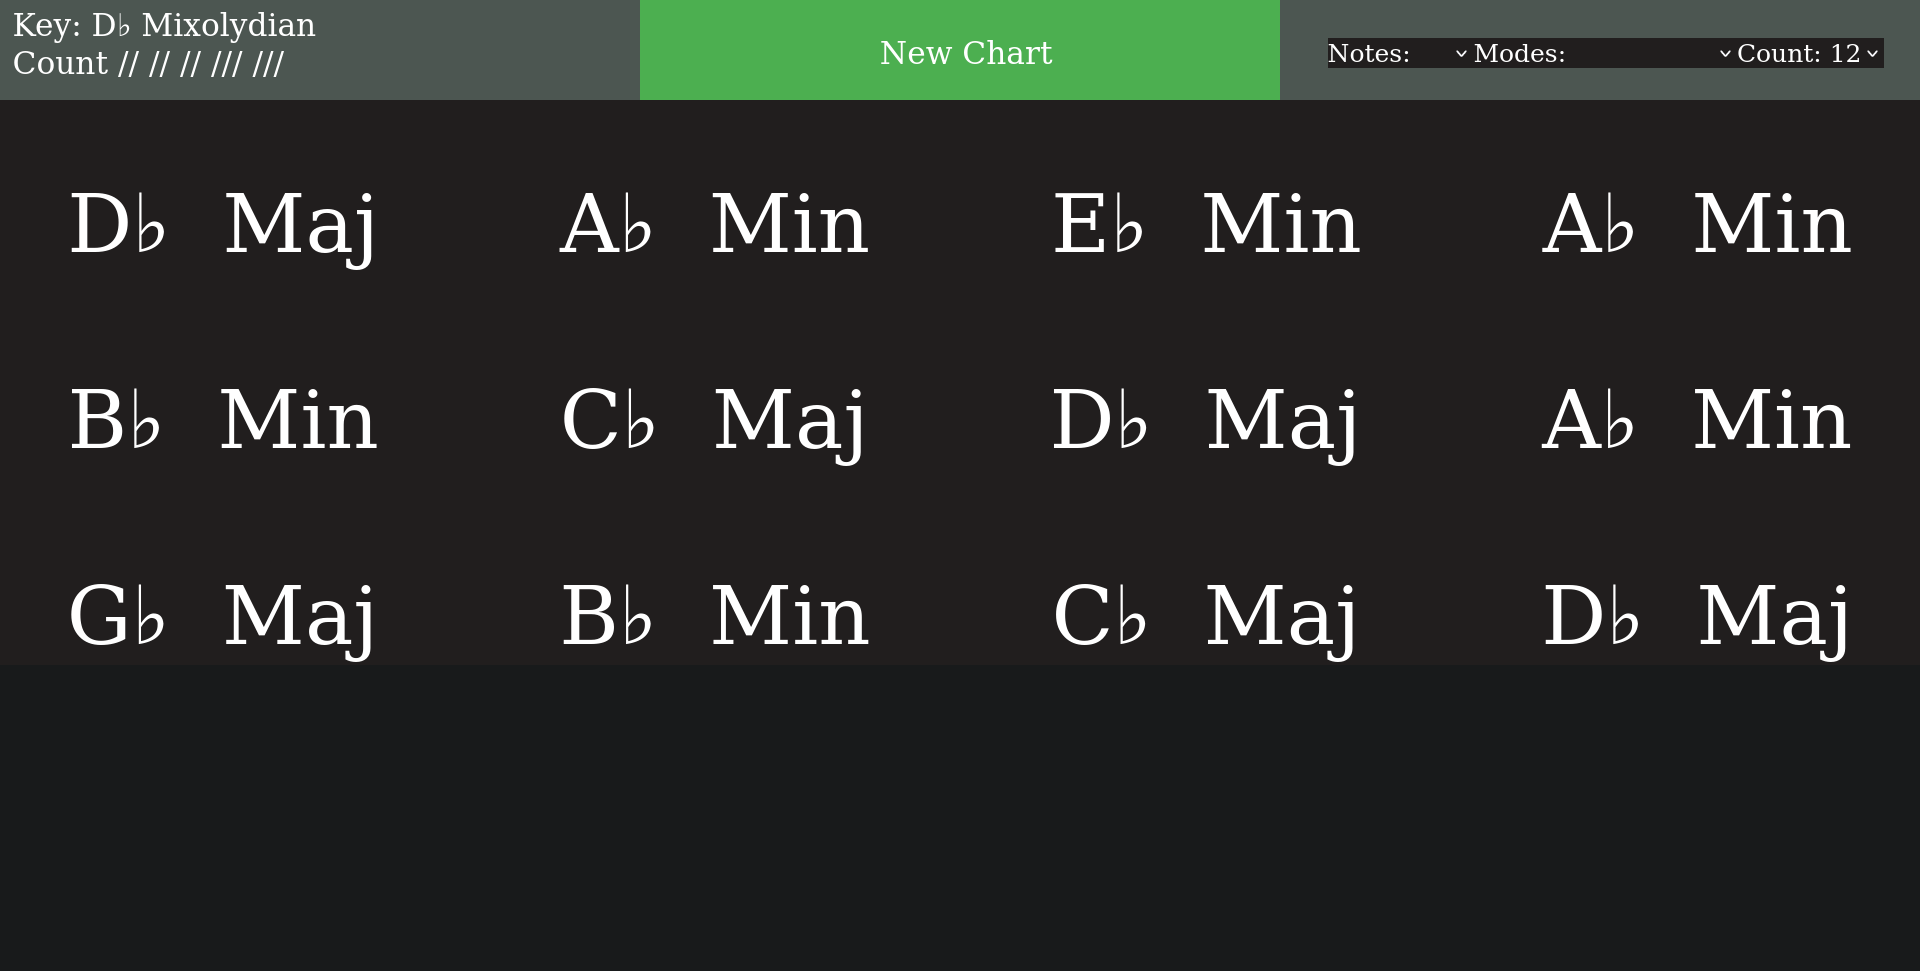 Key: D♭ Mixolydian
Count // // // /// ///
New Chart
Notes: Modes: Count: 12
D♭ Maj A♭ Min E♭ Min A♭ Min
B♭ Min C♭ Maj D♭ Maj A♭ Min
G♭ Maj B♭ Min C♭ Maj D♭ Maj